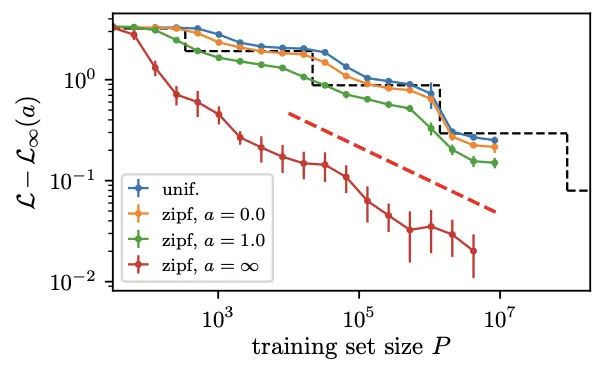 10⁰
10⁻¹
10⁻²
ℒ − ℒ∞(a)
unif.
zipf, a = 0.0
zipf, a = 1.0
zipf, a = ∞
10³
10⁵
10⁷
training set size P